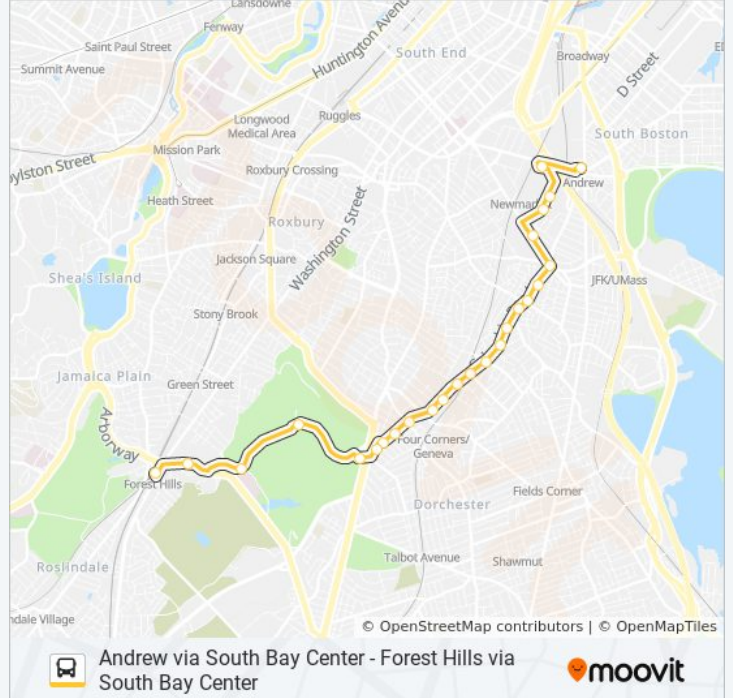 Lansdowne
Fenway
Saint Paul Street
Huntington Avenu
South End
Broadway
Summit Avenue
D Street
Longwood
Medical Area
Ruggles
South Boston
oylston Street
Mission Park
Roxbury Crossing
Andrew
Heath Street
Newma
Washington Street
Roxbury
Jackson Square
Shea's Island
JFK/UMass
Stony Brook
Jamaica Plain
Green Street
Arborway
Four Corners/
Geneva
Forest Hills
Fields Corner
Dorchester
Talbot Avenue
Shawmut
Roslindale
ndale Village
© OpenStreetMap contributors | © OpenMapTiles
Andrew via South Bay Center - Forest Hills via
South Bay Center
moovit